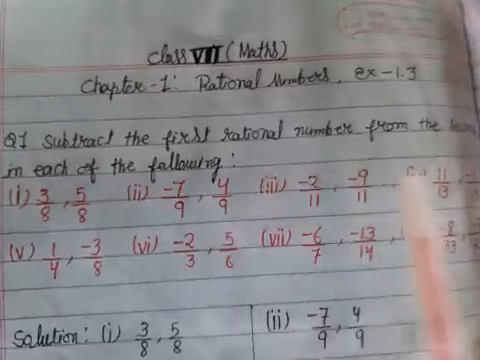 Class VII (Maths)
Chapter-1: Rational Numbers, ex-1.3
Q1 Subtract the first rational number from the
in each of the fallowing:
(i) 3/8, 5/8 (ii) -7/9, 4/9 (iii) -2/11, -9/11 11/13,
(v) 1/4, -3/8 (vi) -2/3, 5/6 (vii) -6/7, -13/14,
Solution: (i) 3/8, 5/8 (ii) -7/9, 4/9